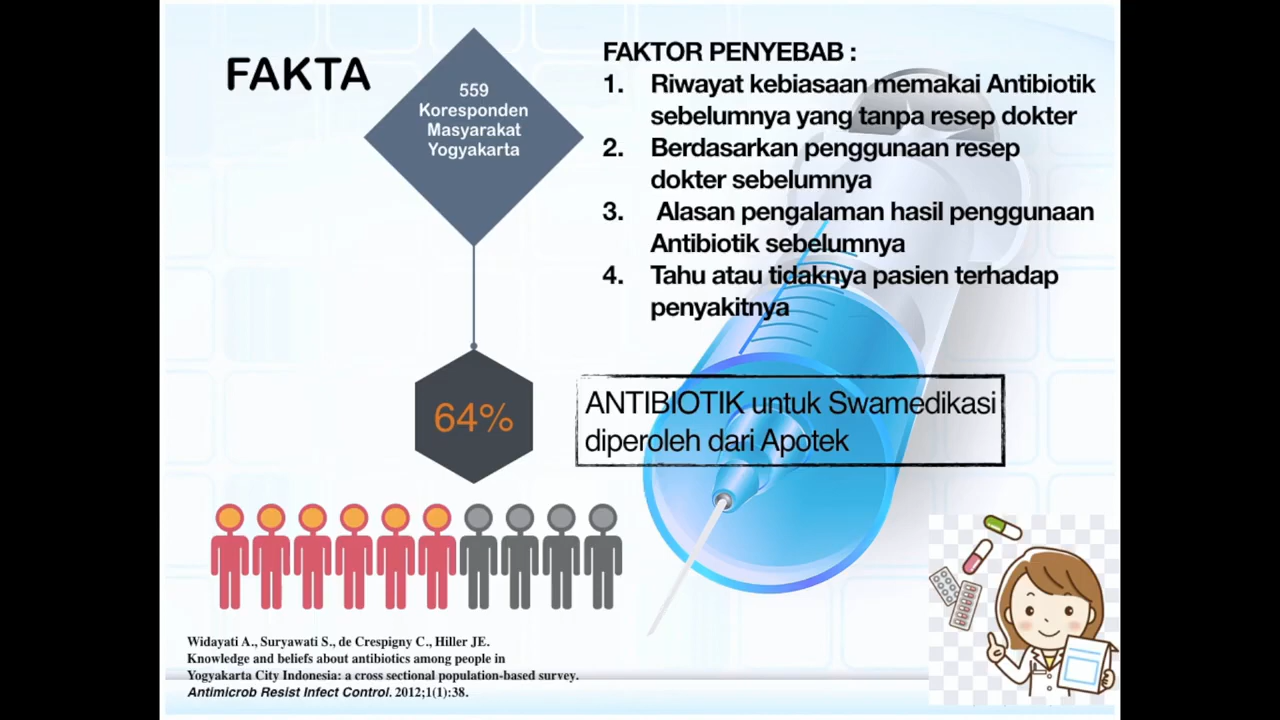 FAKTA
559
Koresponden
Masyarakat
Yogyakarta
64%
FAKTOR PENYEBAB :
1. Riwayat kebiasaan memakai Antibiotik
sebelumnya yang tanpa resep dokter
2. Berdasarkan penggunaan resep
dokter sebelumnya
3. Alasan pengalaman hasil penggunaan
Antibiotik sebelumnya
4. Tahu atau tidaknya pasien terhadap
penyakitnya
ANTIBIOTIK untuk Swamedikasi
diperoleh dari Apotek
Widayati A., Suryawati S., de Crespigny C., Hiller JE.
Knowledge and beliefs about antibiotics among people in
Yogyakarta City Indonesia: a cross sectional population-based survey.
Antimicrob Resist Infect Control. 2012;1(1):38.